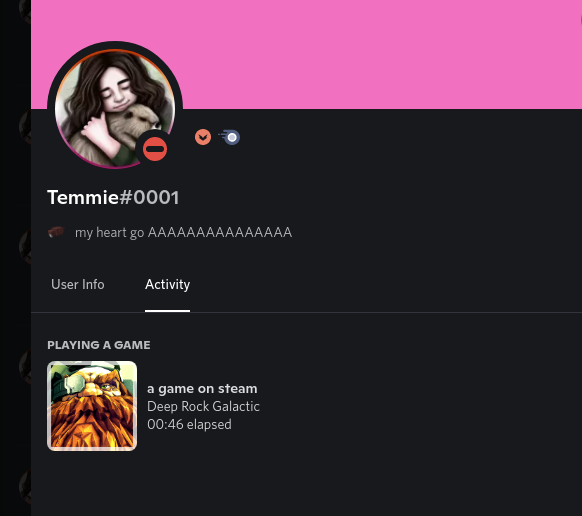 Temmie#0001
my heart go AAAAAAAAAAAAAAA
User Info
Activity
PLAYING A GAME
a game on steam
Deep Rock Galactic
00:46 elapsed